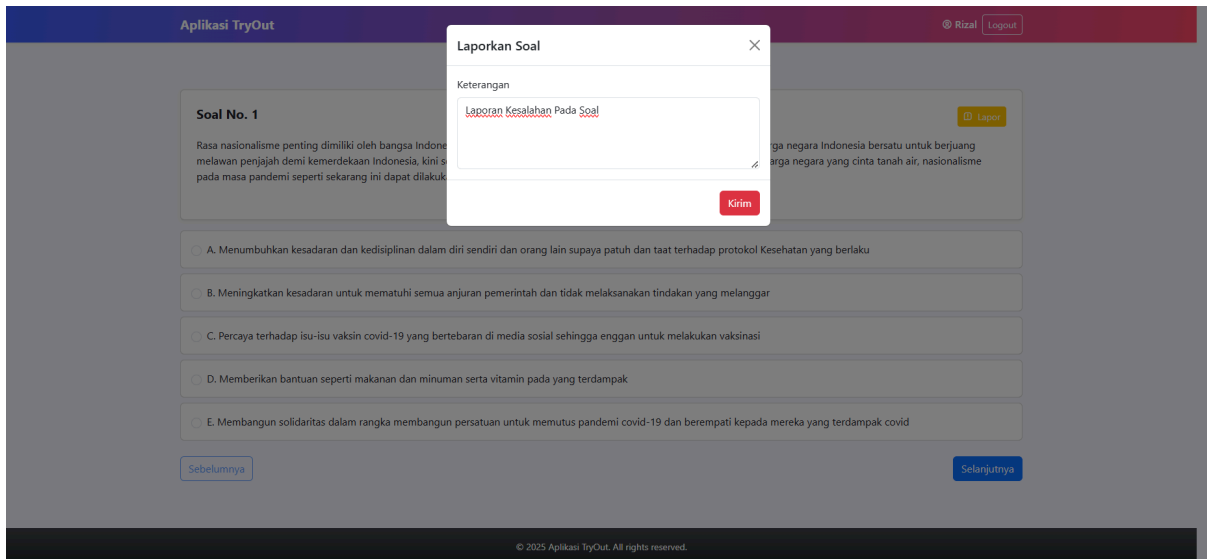 Aplikasi TryOut
Rizal Logout
Laporkan Soal
Keterangan
Laporan Kesalahan Pada Soal
Kirim
Soal No. 1
Lapor
Rasa nasionalisme penting dimiliki oleh bangsa Indone rga negara Indonesia bersatu untuk berjuang
melawan penjajah demi kemerdekaan Indonesia, kini s arga negara yang cinta tanah air, nasionalisme
pada masa pandemi seperti sekarang ini dapat dilakuk
A. Menumbuhkan kesadaran dan kedisiplinan dalam diri sendiri dan orang lain supaya patuh dan taat terhadap protokol Kesehatan yang berlaku
B. Meningkatkan kesadaran untuk mematuhi semua anjuran pemerintah dan tidak melaksanakan tindakan yang melanggar
C. Percaya terhadap isu-isu vaksin covid-19 yang bertebaran di media sosial sehingga enggan untuk melakukan vaksinasi
D. Memberikan bantuan seperti makanan dan minuman serta vitamin pada yang terdampak
E. Membangun solidaritas dalam rangka membangun persatuan untuk memutus pandemi covid-19 dan berempati kepada mereka yang terdampak covid
Sebelumnya
Selanjutnya
© 2025 Aplikasi TryOut. All rights reserved.